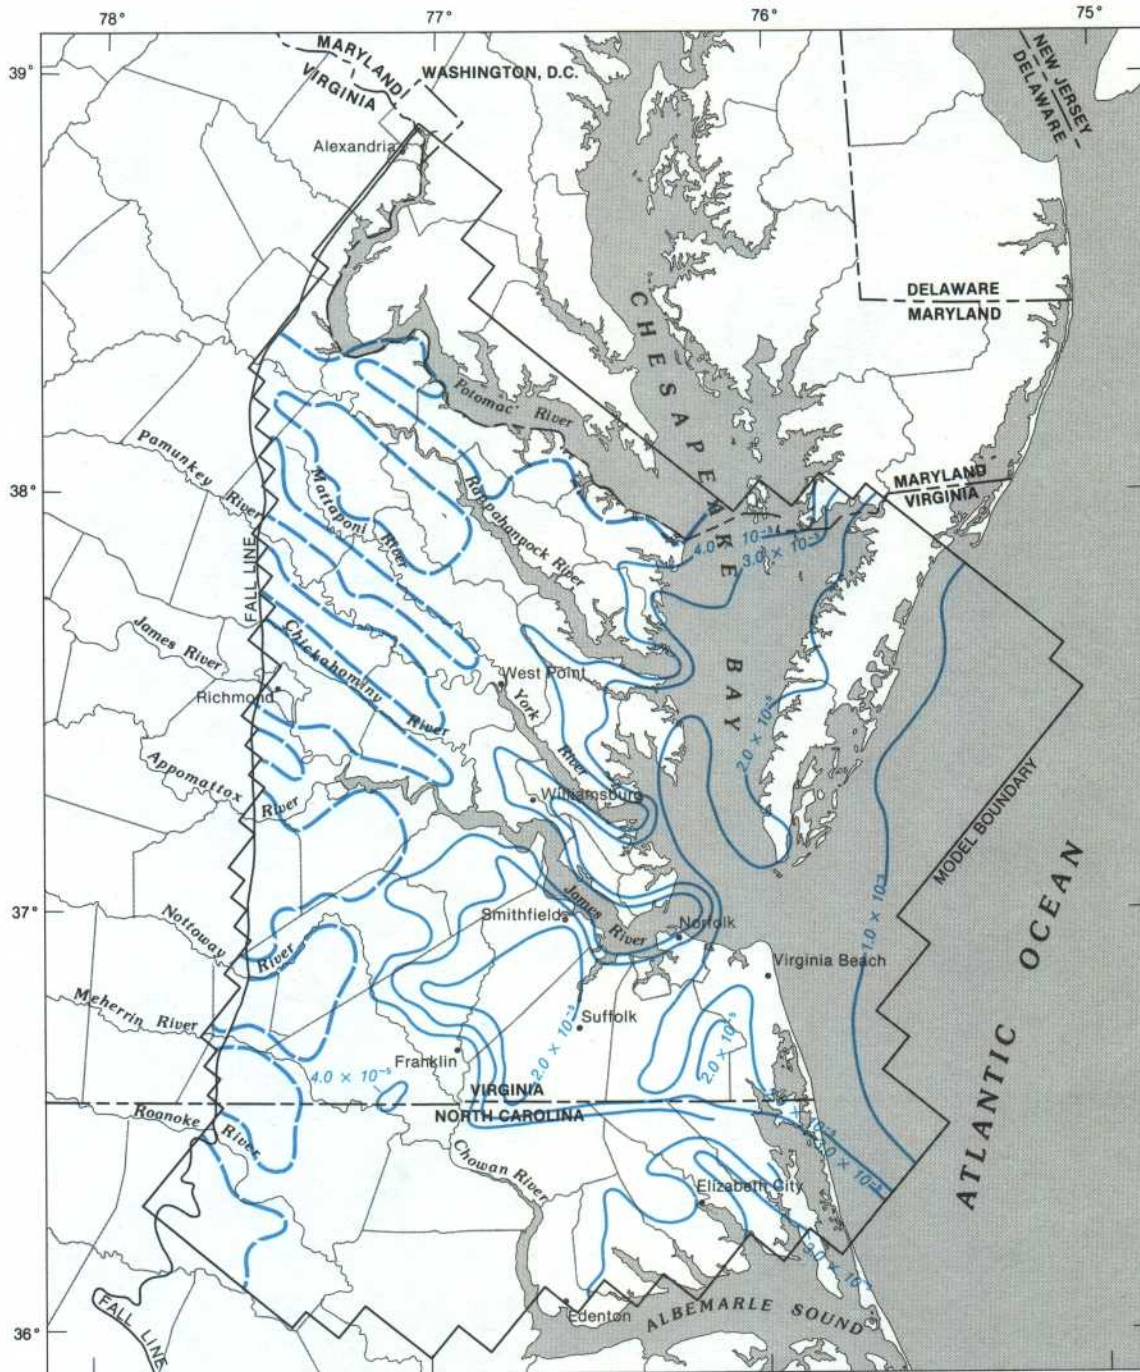 78°
77°
76°
75°
39°
MARYLAND
VIRGINIA
WASHINGTON, D.C.
NEW JERSEY
DELAWARE
Alexandria
CHESAPEAKE BAY
DELAWARE
MARYLAND
Potomac River
Pamunkey River
38°
Mattaponi River
Rappahannock River
MARYLAND
VIRGINIA
4.0 × 10⁻⁵
3.0 × 10⁻⁵
FALL LINE
James River
Chickahominy River
Richmond
West Point
York River
2.0 × 10⁻⁵
Appomattox River
Williamsburg
MODEL BOUNDARY
37°
Nottoway River
Smithfield
James River
Norfolk
1.0 × 10⁻⁵
Virginia Beach
ATLANTIC OCEAN
Meherrin River
Suffolk
Franklin
2.0 × 10⁻⁵
2.0 × 10⁻⁵
4.0 × 10⁻⁵
VIRGINIA
NORTH CAROLINA
Roanoke River
Chowan River
Elizabeth City
36°
Edenton
ALBEMARLE SOUND
FALL LINE